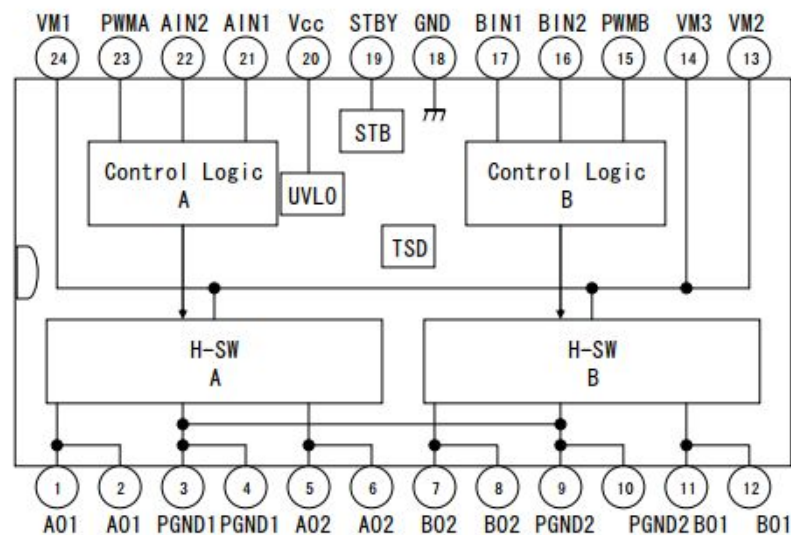 VM1 PWMA AIN2 AIN1 Vcc STBY GND BIN1 BIN2 PWMB VM3 VM2
24 23 22 21 20 19 18 17 16 15 14 13
STB
Control Logic
A
UVLO
Control Logic
B
TSD
H-SW
A
H-SW
B
1 2 3 4 5 6 7 8 9 10 11 12
AO1 AO1 PGND1 PGND1 AO2 AO2 BO2 BO2 PGND2 PGND2 BO1 BO1